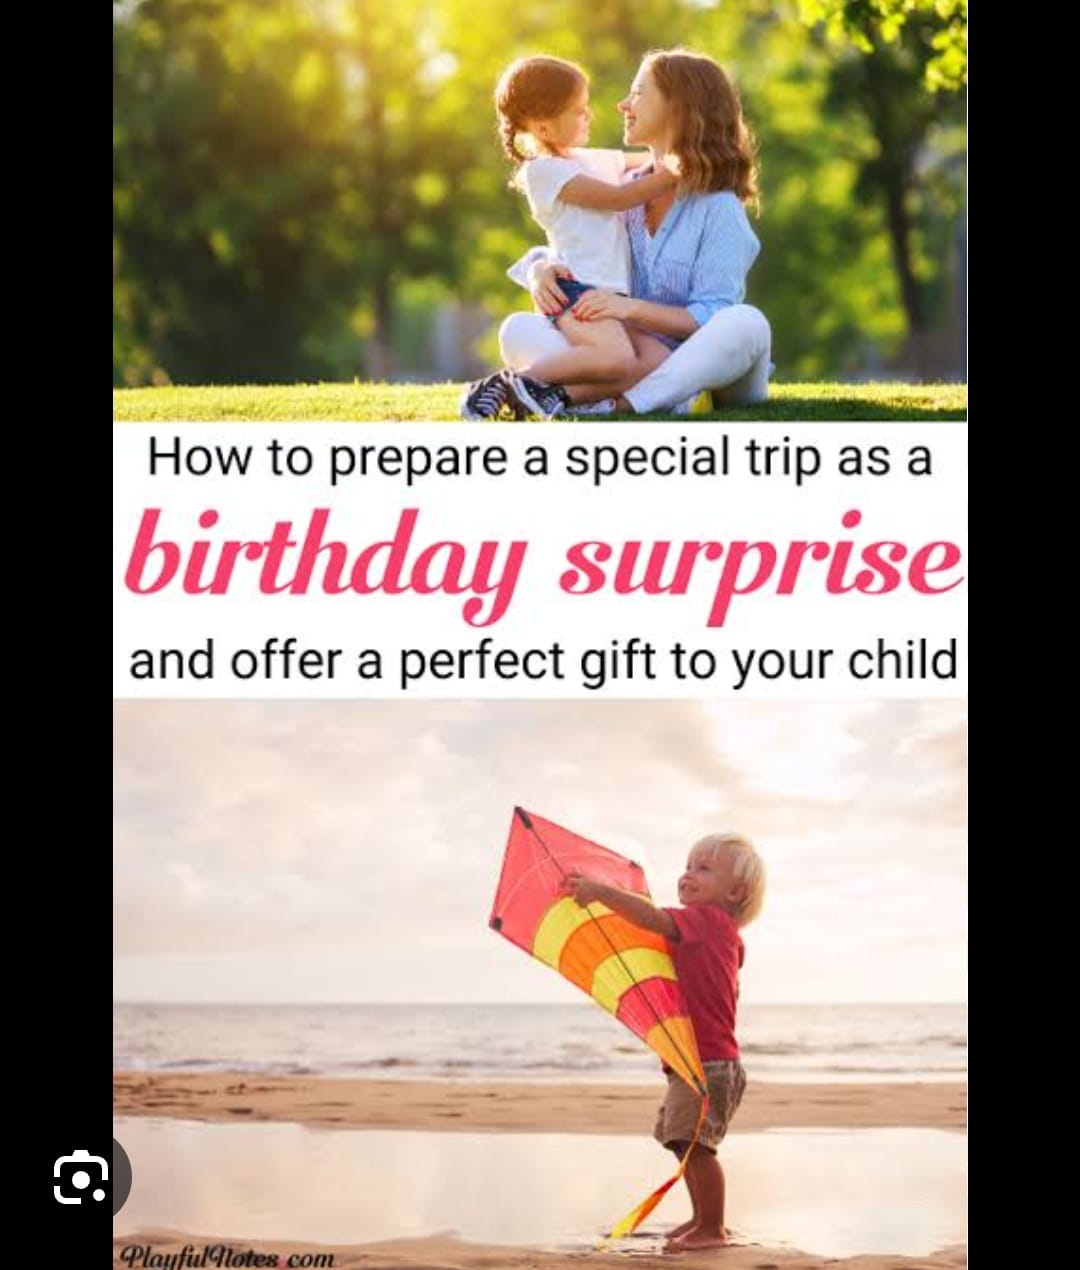 How to prepare a special trip as a
birthday surprise
and offer a perfect gift to your child
PlayfulNotes.com